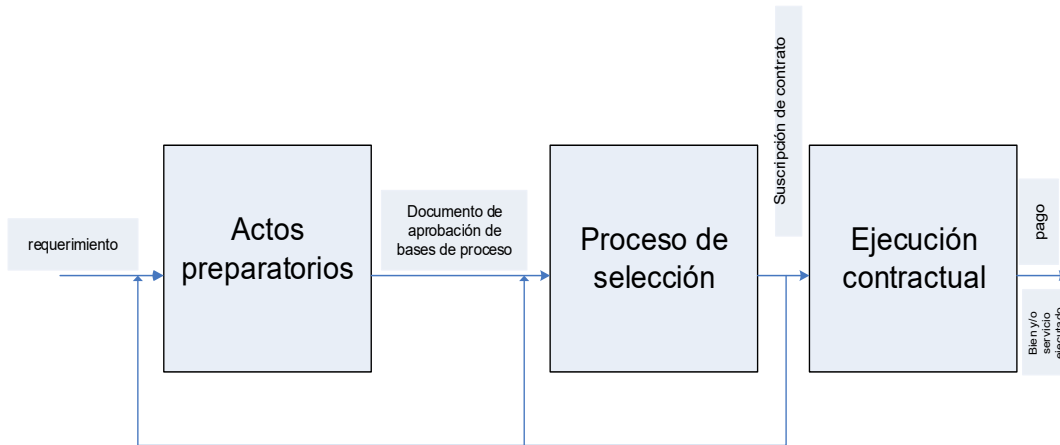 requerimiento
Actos
preparatorios
Documento de
aprobación de
bases de proceso
Proceso de
selección
Suscripción de contrato
Ejecución
contractual
pago
Bien y/o
servicio
ejecutado